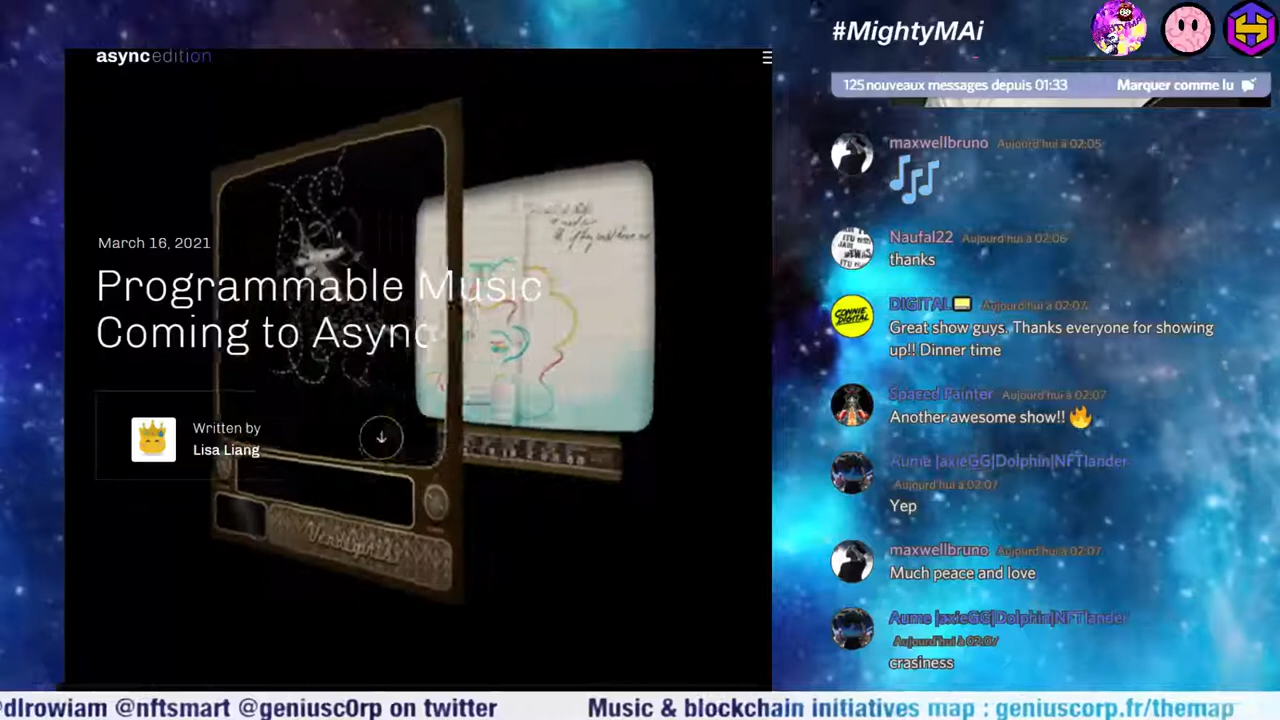 asyncedition
March 16, 2021
Programmable Music
Coming to Async
Written by
Lisa Liang
#MightyMAi
125 nouveaux messages depuis 01:33
Marquer comme lu
maxwellbruno Aujourd'hui à 02:05
Naufal22 Aujourd'hui à 02:06
thanks
CONNIE
DIGITAL
DIGITAL Aujourd'hui à 02:07
Great show guys. Thanks everyone for showing
up!! Dinner time
Spaced Painter Aujourd'hui à 02:07
Another awesome show!!
Aume |axieGG|Dolphin|NFTlander
Aujourd'hui à 02:07
Yep
maxwellbruno Aujourd'hui à 02:07
Much peace and love
Aume |axieGG|Dolphin|NFTlander
Aujourd'hui à 02:07
crasiness
@dlrowiam @nftsmart @geniusc0rp on twitter
Music & blockchain initiatives map : geniuscorp.fr/themap